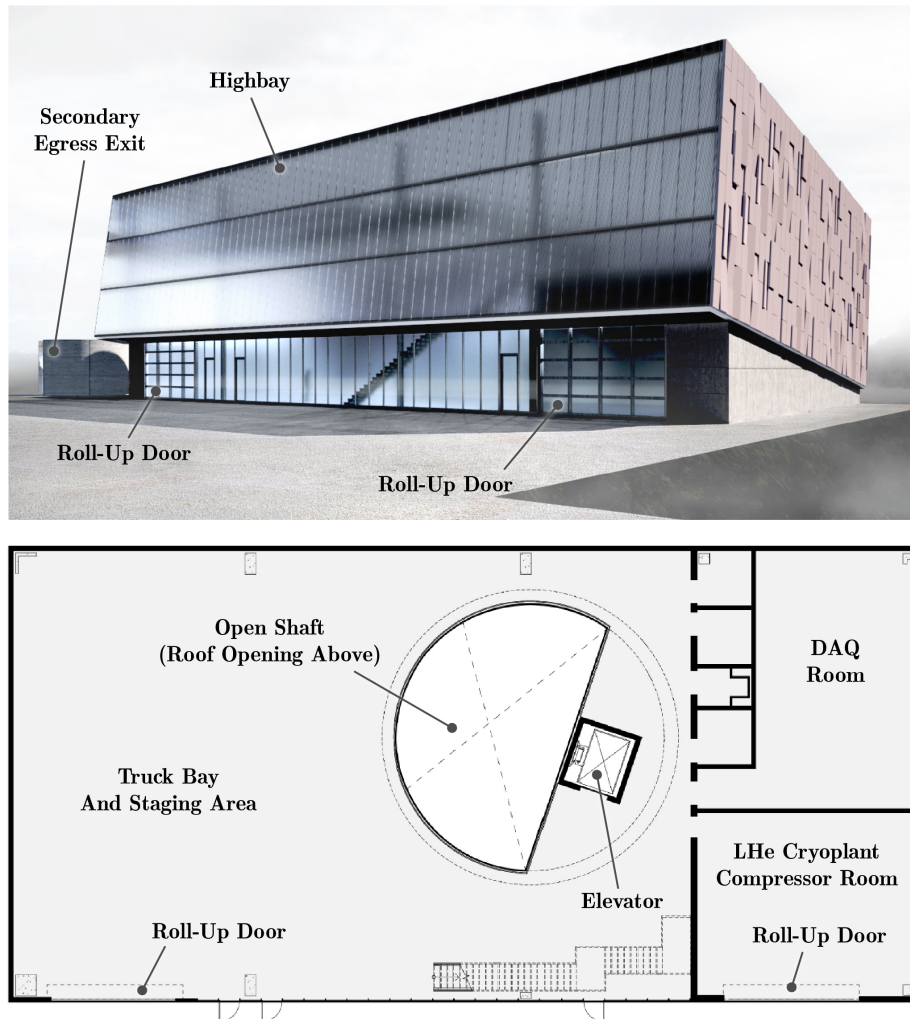 Highbay
Secondary
Egress Exit
Roll-Up Door
Roll-Up Door
Open Shaft
(Roof Opening Above)
DAQ
Room
Truck Bay
And Staging Area
LHe Cryoplant
Compressor Room
Elevator
Roll-Up Door
Roll-Up Door